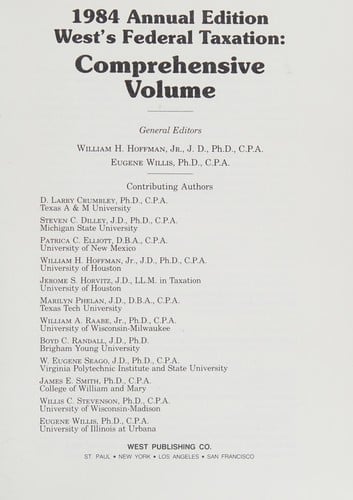 1984 Annual Edition
West's Federal Taxation:
Comprehensive
Volume
General Editors
WILLIAM H. HOFFMAN, JR., J. D., PH.D., C.P.A.
EUGENE WILLIS, PH.D., C.P.A.
Contributing Authors
D. LARRY CRUMBLEY, PH.D., C.P.A.
Texas A & M University
STEVEN C. DILLEY, J.D., PH.D., C.P.A.
Michigan State University
PATRICA C. ELLIOTT, D.B.A., C.P.A.
University of New Mexico
WILLIAM H. HOFFMAN, JR., J.D., PH.D., C.P.A.
University of Houston
JEROME S. HORVITZ, J.D., LL.M. in Taxation
University of Houston
MARILYN PHELAN, J.D., D.B.A., C.P.A.
Texas Tech University
WILLIAM A. RAABE, JR., PH.D., C.P.A.
University of Wisconsin-Milwaukee
BOYD C. RANDALL, J.D., PH.D.
Brigham Young University
W. EUGENE SEAGO, J.D., PH.D., C.P.A.
Virginia Polytechnic Institute and State University
JAMES E. SMITH, PH.D., C.P.A.
College of William and Mary
WILLIS C. STEVENSON, PH.D., C.P.A.
University of Wisconsin-Madison
EUGENE WILLIS, PH.D., C.P.A.
University of Illinois at Urbana
WEST PUBLISHING CO.
ST. PAUL • NEW YORK • LOS ANGELES • SAN FRANCISCO